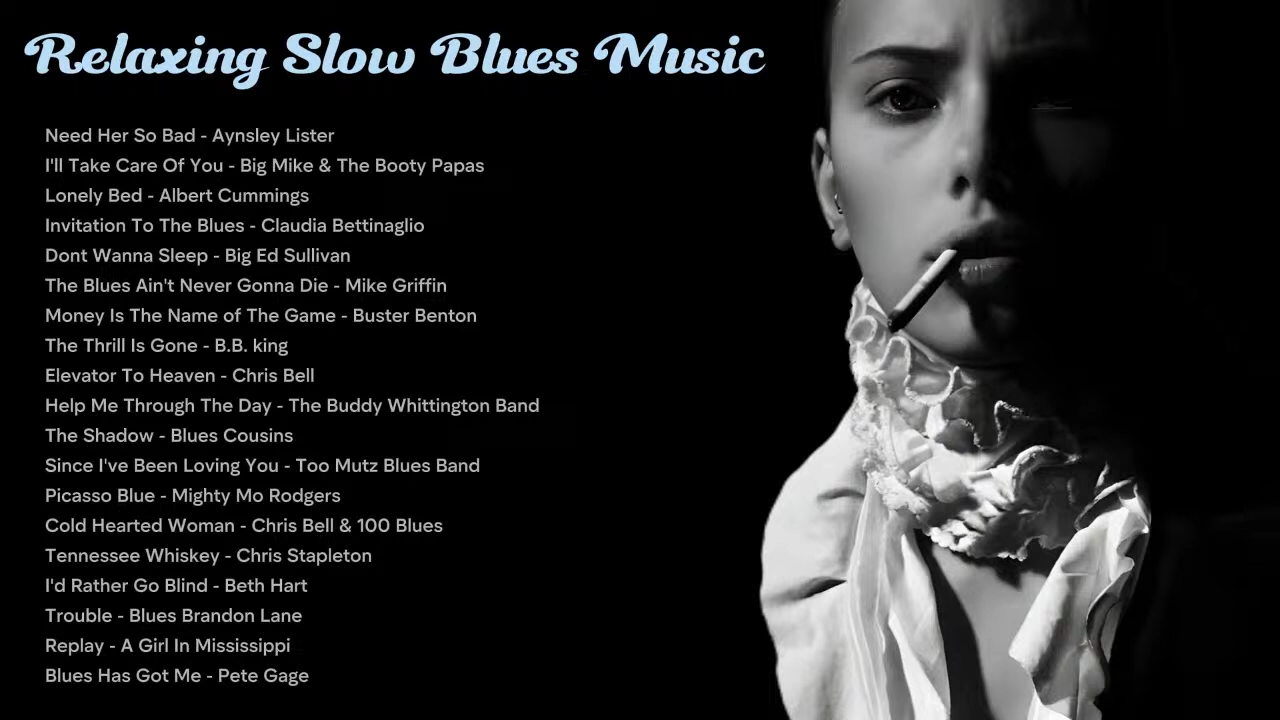 Relaxing Slow Blues Music
Need Her So Bad - Aynsley Lister
I'll Take Care Of You - Big Mike & The Booty Papas
Lonely Bed - Albert Cummings
Invitation To The Blues - Claudia Bettinaglio
Dont Wanna Sleep - Big Ed Sullivan
The Blues Ain't Never Gonna Die - Mike Griffin
Money Is The Name of The Game - Buster Benton
The Thrill Is Gone - B.B. king
Elevator To Heaven - Chris Bell
Help Me Through The Day - The Buddy Whittington Band
The Shadow - Blues Cousins
Since I've Been Loving You - Too Mutz Blues Band
Picasso Blue - Mighty Mo Rodgers
Cold Hearted Woman - Chris Bell & 100 Blues
Tennessee Whiskey - Chris Stapleton
I'd Rather Go Blind - Beth Hart
Trouble - Blues Brandon Lane
Replay - A Girl In Mississippi
Blues Has Got Me - Pete Gage